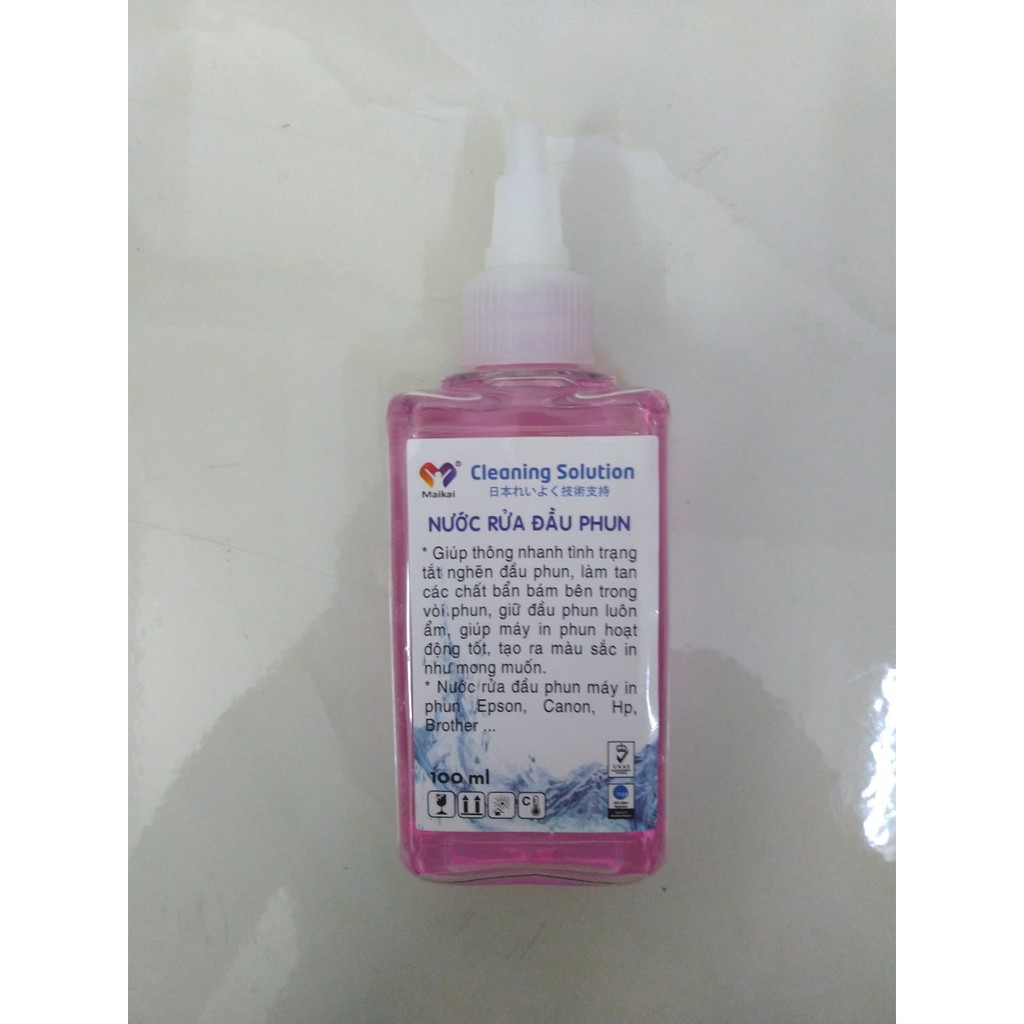 Maikai
®
Cleaning Solution
日本れいよく技術支持
NƯỚC RỬA ĐẦU PHUN
* Giúp thông nhanh tình trạng
tắt nghẽn đầu phun, làm tan
các chất bẩn bám bên trong
vòi phun, giữ đầu phun luôn
ẩm, giúp máy in phun hoạt
động tốt, tạo ra màu sắc in
như mong muốn.
* Nước rửa đầu phun máy in
phun Epson, Canon, Hp,
Brother ...
100 ml
C
UKAS